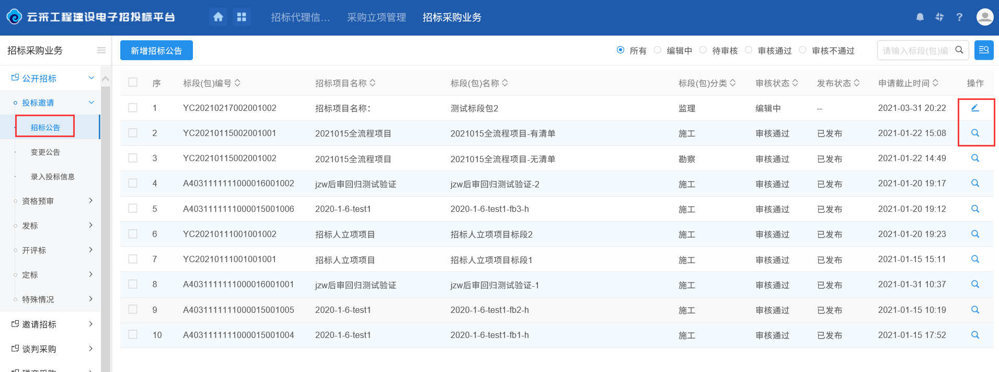 云采工程建设电子招投标平台
招标代理信... 采购立项管理 招标采购业务
招标采购业务
新增招标公告
所有 编辑中 待审核 审核通过 审核不通过
请输入标段(包)编
公开招标
投标邀请
招标公告
变更公告
录入投标信息
资格预审
发标
开评标
定标
特殊情况
邀请招标
谈判采购
磋商采购
序 标段(包)编号 招标项目名称 标段(包)名称 标段(包)分类 审核状态 发布状态 申请截止时间 操作
1 YC20210217002001002 招标项目名称： 测试标段包2 监理 编辑中 -- 2021-03-31 20:22
2 YC20210115002001001 2021015全流程项目 2021015全流程项目-有清单 施工 审核通过 已发布 2021-01-22 15:08
3 YC20210115002001002 2021015全流程项目 2021015全流程项目-无清单 勘察 审核通过 已发布 2021-01-22 14:49
4 A4031111111000016001002 jzw后审回归测试验证 jzw后审回归测试验证-2 施工 审核通过 已发布 2021-01-20 19:17
5 A4031111111000015001006 2020-1-6-test1 2020-1-6-test1-fb3-h 施工 审核通过 已发布 2021-01-20 19:12
6 YC20210111001001002 招标人立项项目 招标人立项项目标段2 施工 审核通过 已发布 2021-01-20 19:23
7 YC20210111001001001 招标人立项项目 招标人立项项目标段1 施工 审核通过 已发布 2021-01-15 15:11
8 A4031111111000016001001 jzw后审回归测试验证 jzw后审回归测试验证-1 施工 审核通过 已发布 2021-01-31 10:37
9 A4031111111000015001005 2020-1-6-test1 2020-1-6-test1-fb2-h 施工 审核通过 已发布 2021-01-15 10:19
10 A4031111111000015001004 2020-1-6-test1 2020-1-6-test1-fb1-h 施工 审核通过 已发布 2021-01-15 17:52